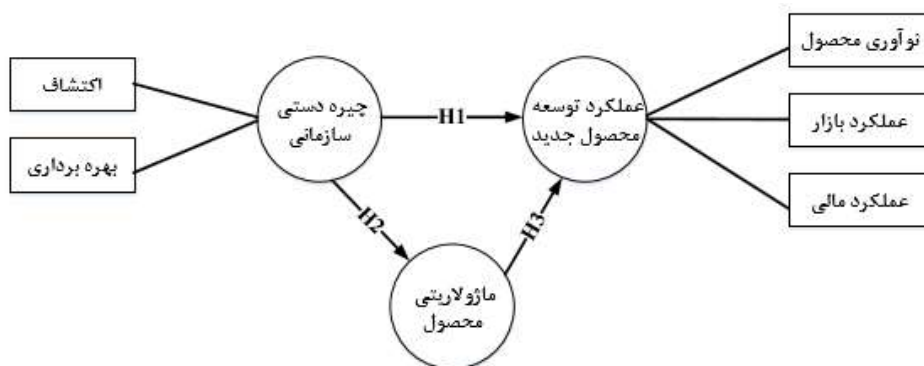 اکتشاف
بهره برداری
چیره دستی
سازمانی
H1
H2
ماژولاریتی
محصول
H3
عملکرد توسعه
محصول جدید
نوآوری محصول
عملکرد بازار
عملکرد مالی